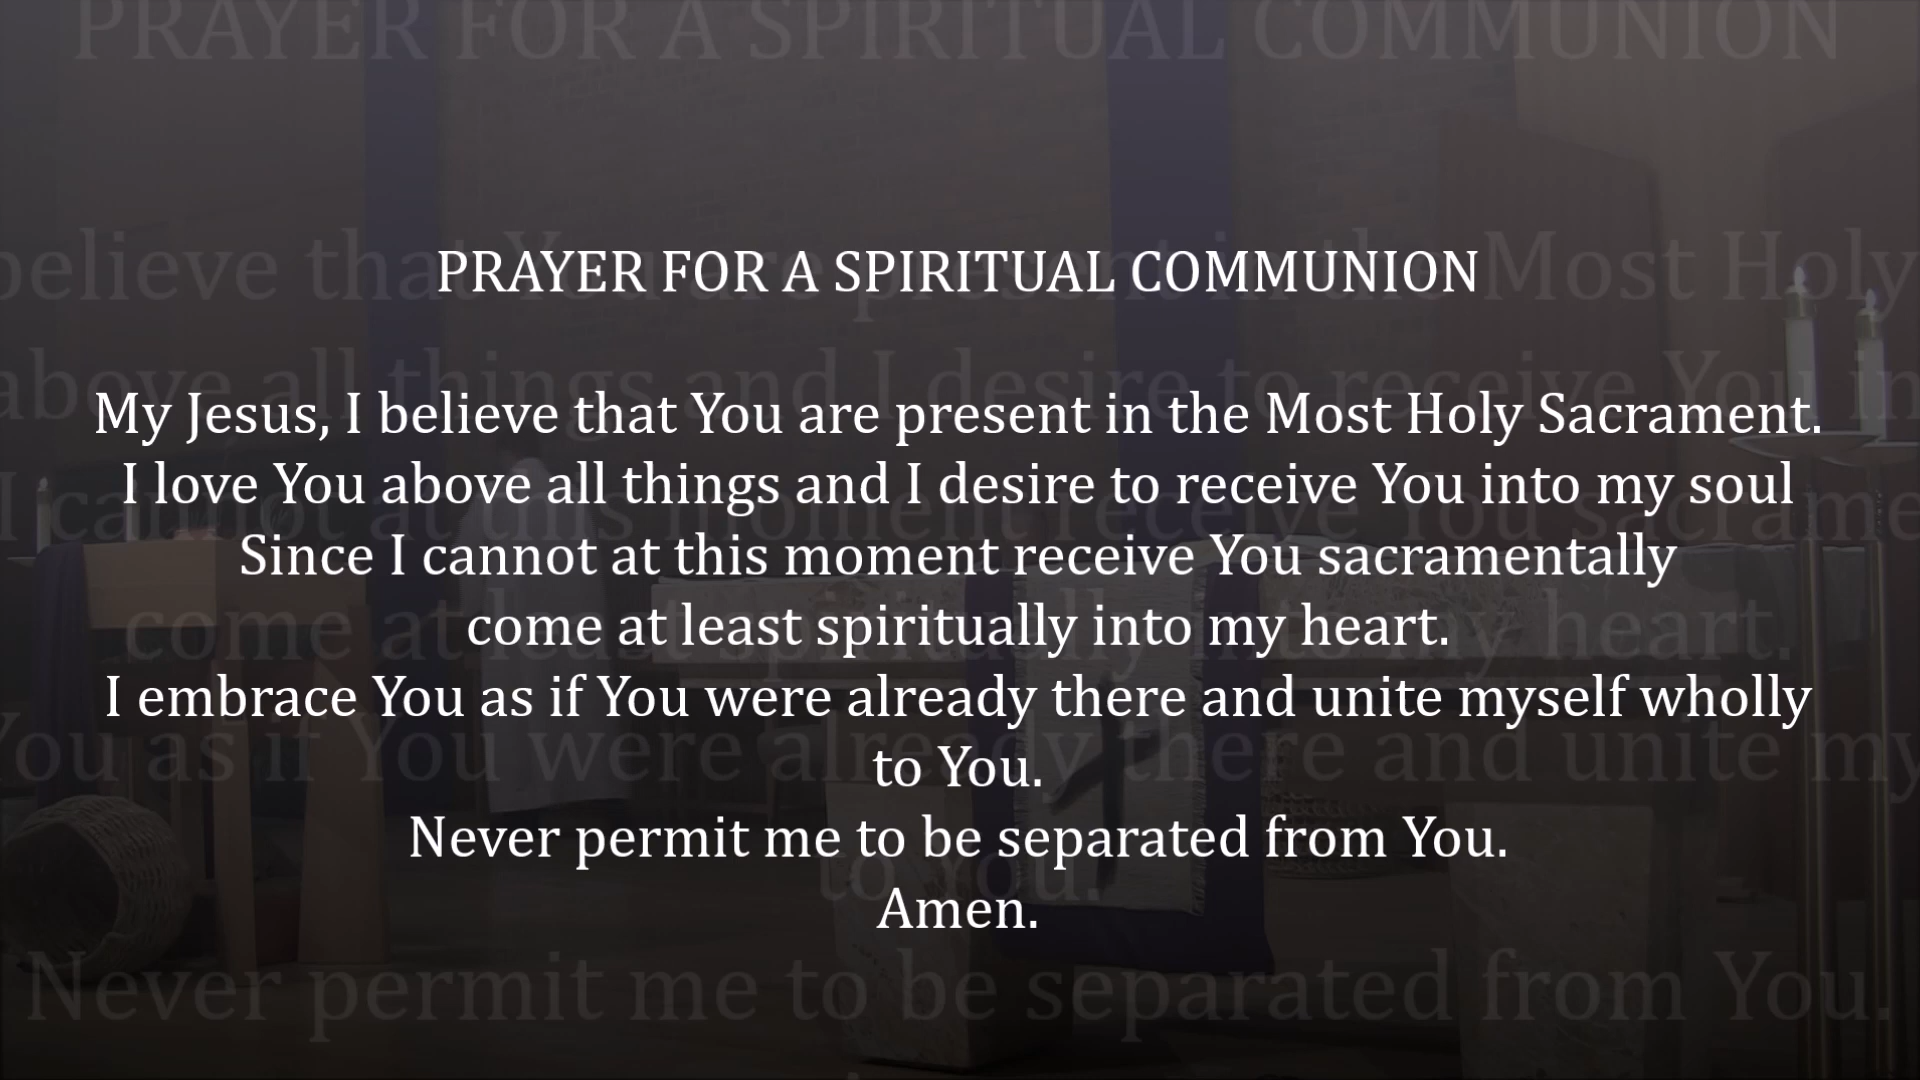 PRAYER FOR A SPIRITUAL COMMUNION
My Jesus, I believe that You are present in the Most Holy Sacrament.
I love You above all things and I desire to receive You into my soul
Since I cannot at this moment receive You sacramentally
come at least spiritually into my heart.
I embrace You as if You were already there and unite myself wholly
to You.
Never permit me to be separated from You.
Amen.